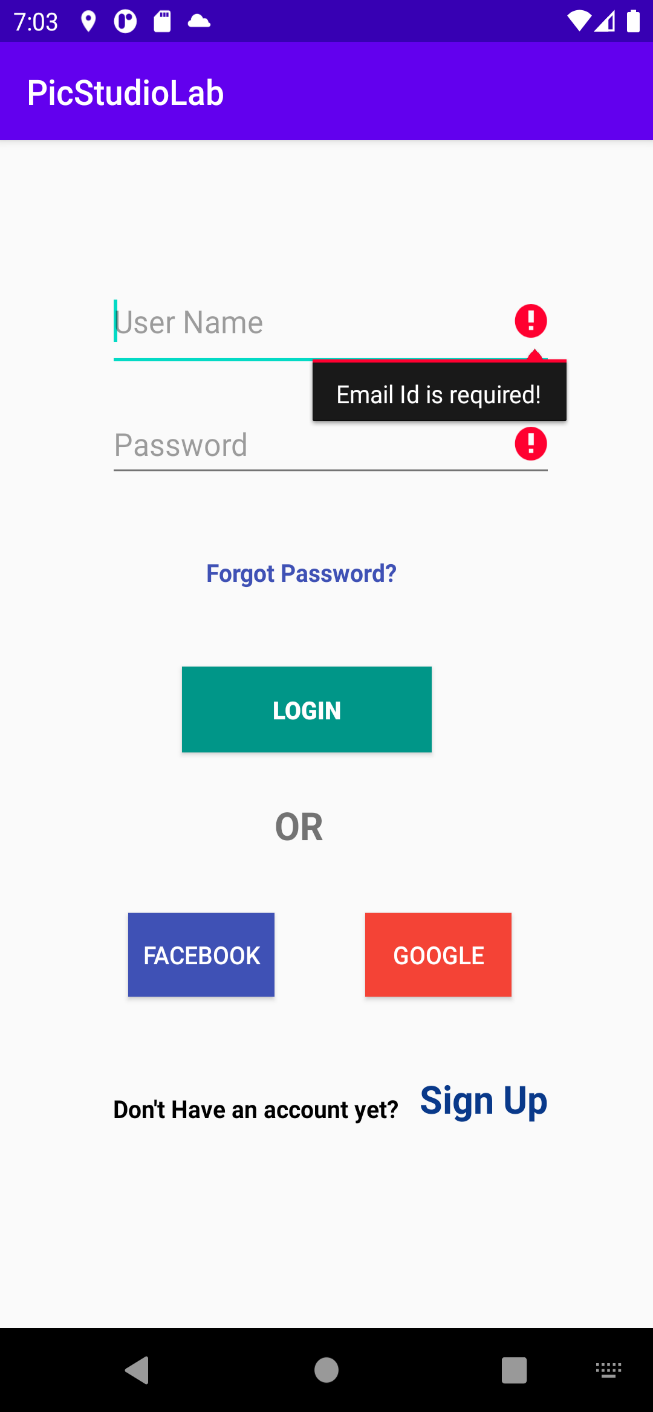 7:03
PicStudioLab
User Name
Email Id is required!
Password
Forgot Password?
LOGIN
OR
FACEBOOK GOOGLE
Don't Have an account yet? Sign Up